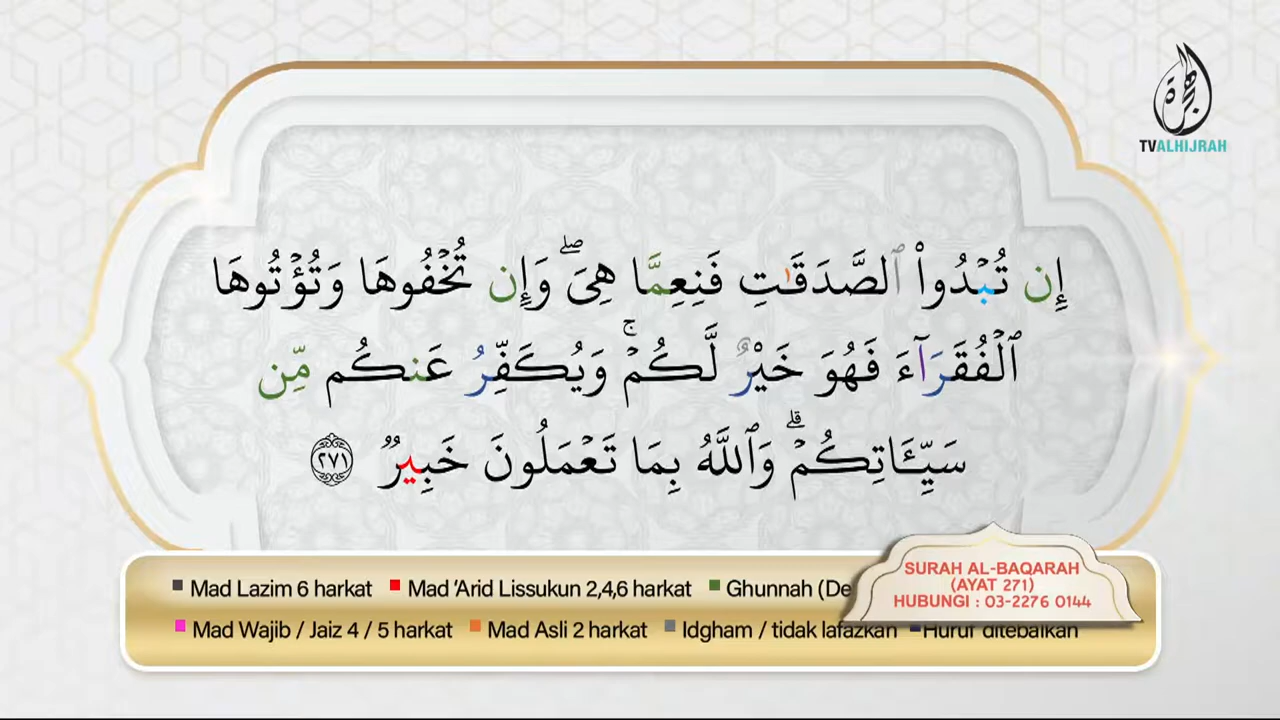 الهجرة
TVALHIJRAH
إِن تُبْدُوا۟ ٱلصَّدَقَـٰتِ فَنِعِمَّا هِىَ ۖ وَإِن تُخْفُوهَا وَتُؤْتُوهَا
ٱلْفُقَرَآءَ فَهُوَ خَيْرٌ لَّكُمْ ۚ وَيُكَفِّرُ عَنكُم مِّن
سَيِّـَٔاتِكُمْ ۗ وَٱللَّهُ بِمَا تَعْمَلُونَ خَبِيرٌ ٢٧١
Mad Lazim 6 harkat Mad ‘Arid Lissukun 2,4,6 harkat Ghunnah (De
Mad Wajib / Jaiz 4 / 5 harkat Mad Asli 2 harkat Idgham / tidak lafazkan Huruf ditebalkan
SURAH AL-BAQARAH
(AYAT 271)
HUBUNGI : 03-2276 0144